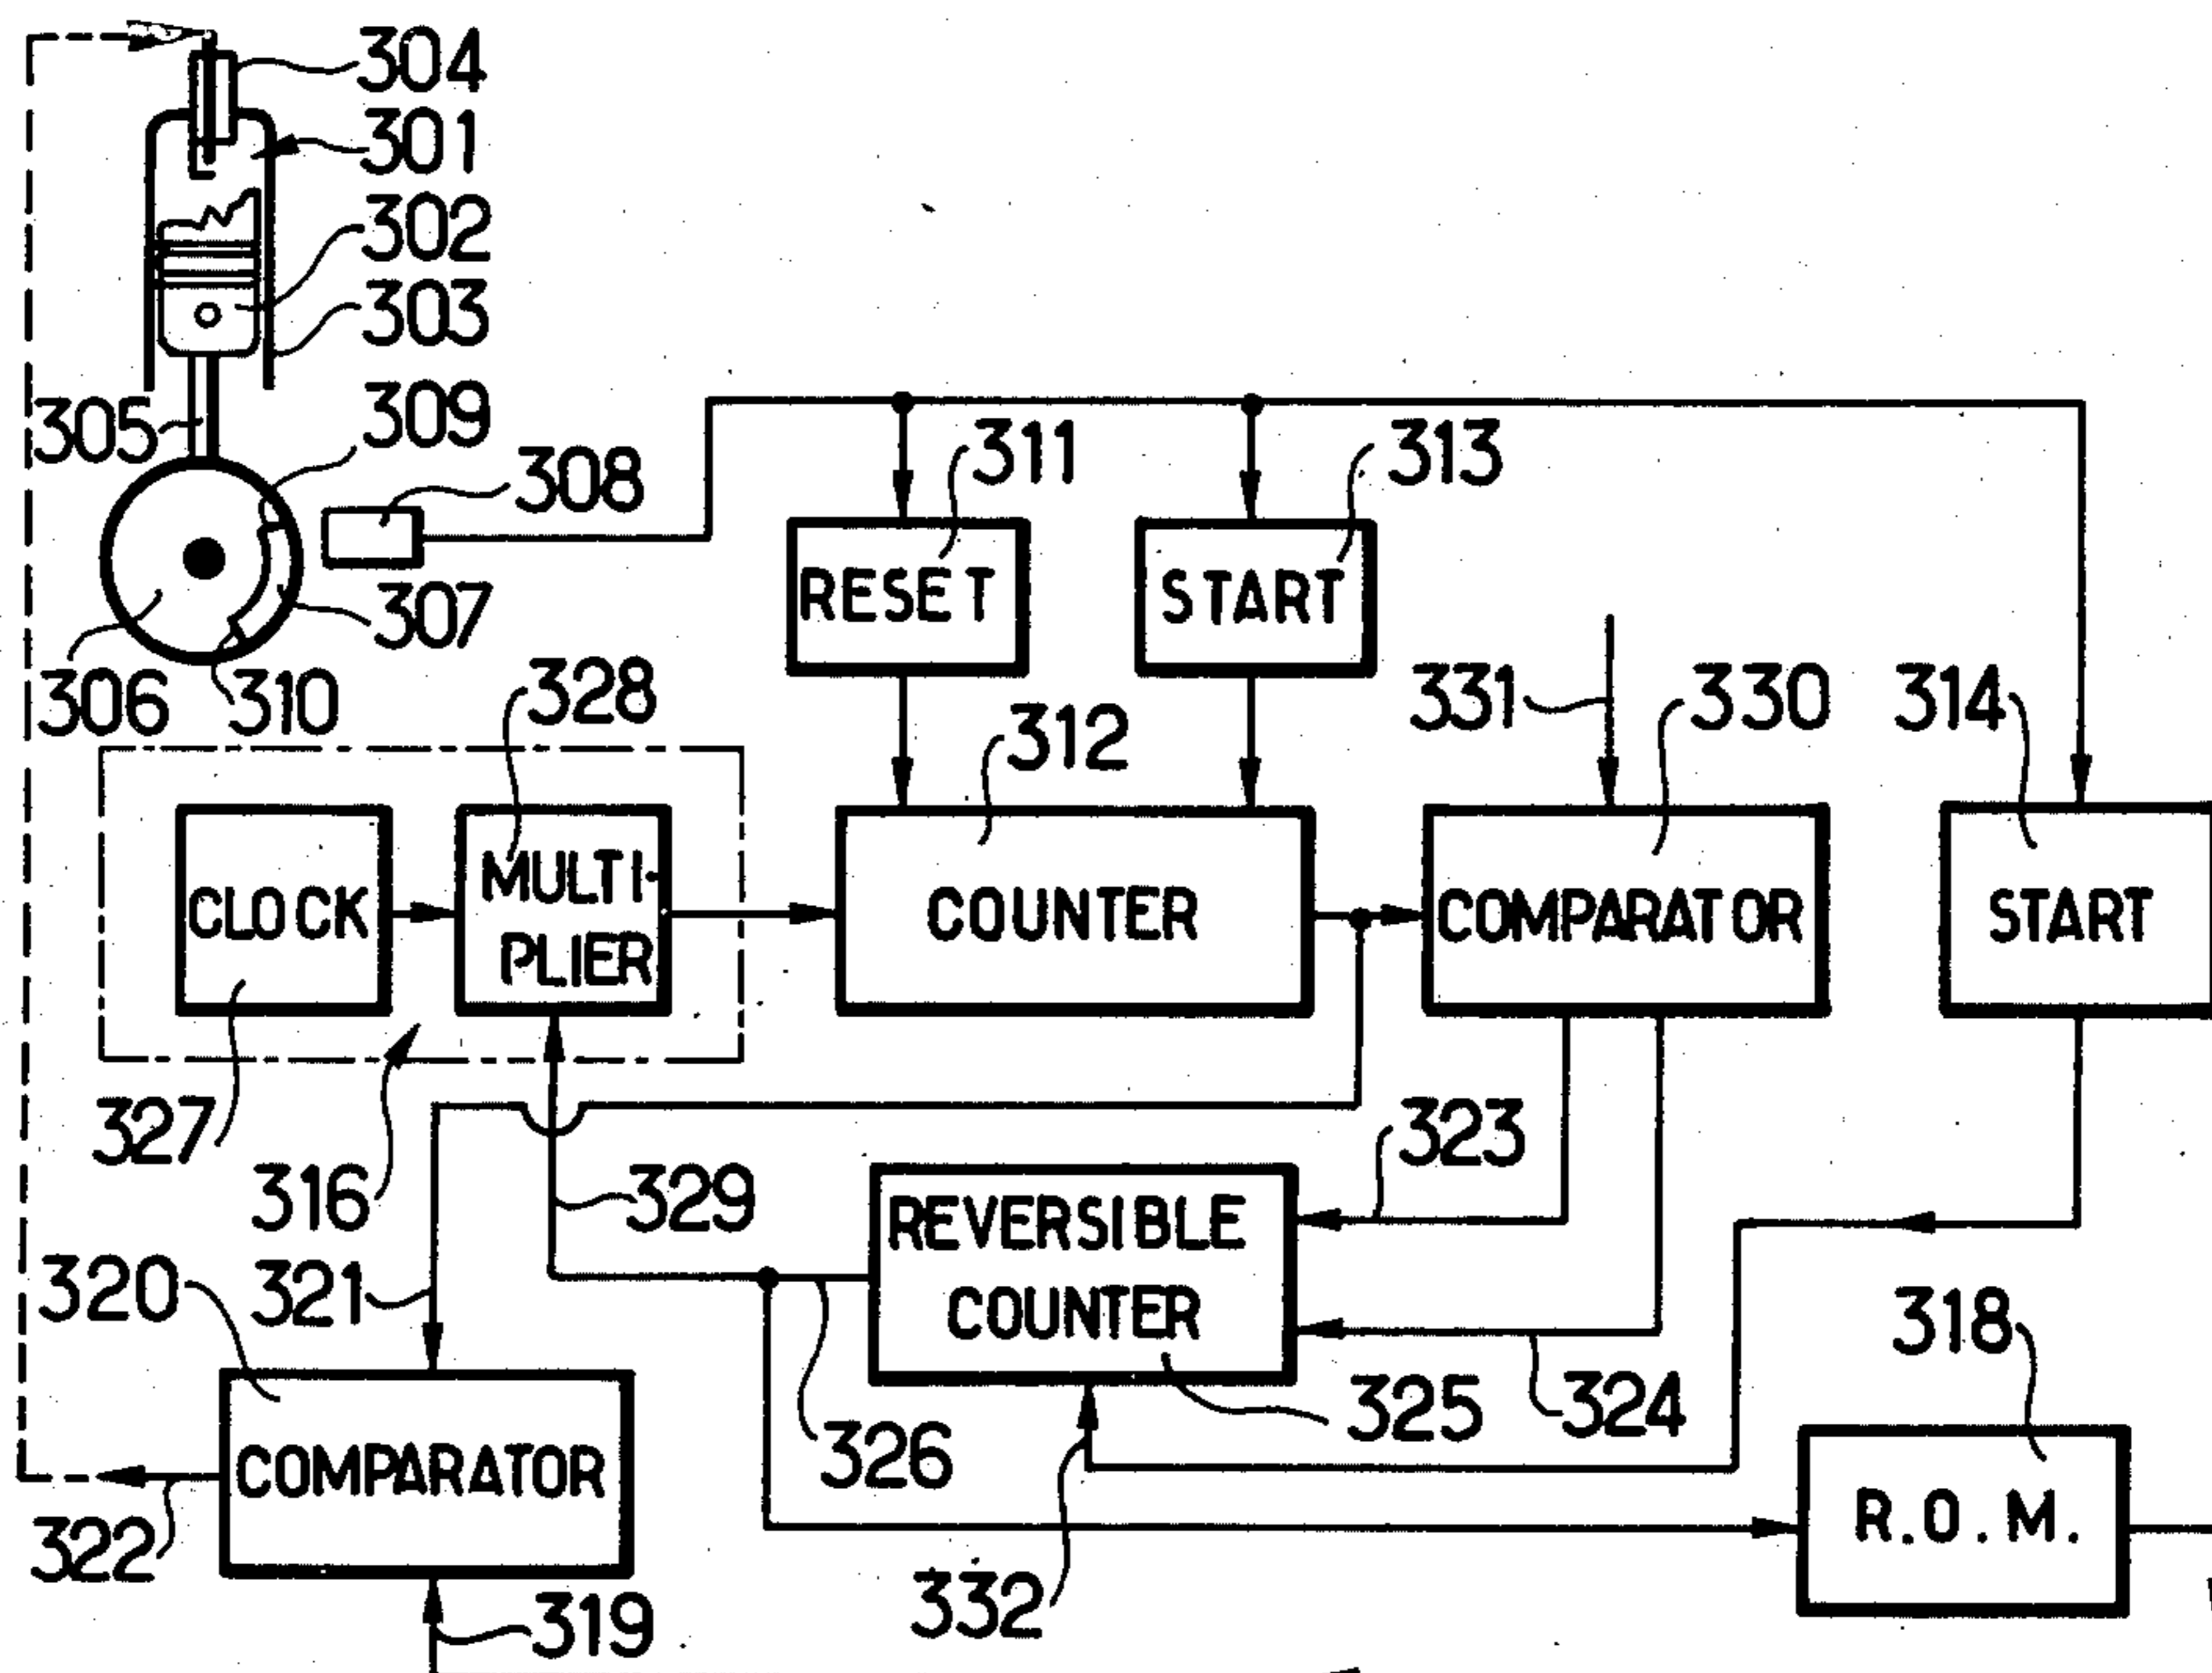 304
301
302
303
309
305
308
311
313
RESET
START
307
306
310
328
312
331
330
314
CLOCK
MULTI-
PLIER
COUNTER
COMPARATOR
START
327
316
329
323
REVERSIBLE
COUNTER
320
321
318
325
324
326
COMPARATOR
R.O.M.
322
332
319